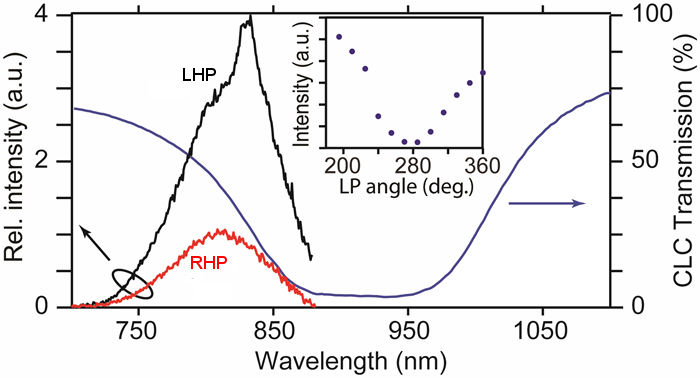 4
2
0
Rel. intensity (a.u.)
LHP
RHP
Intensity (a.u.)
200 280 360
LP angle (deg.)
100
50
0
CLC Transmission (%)
750 850 950 1050
Wavelength (nm)